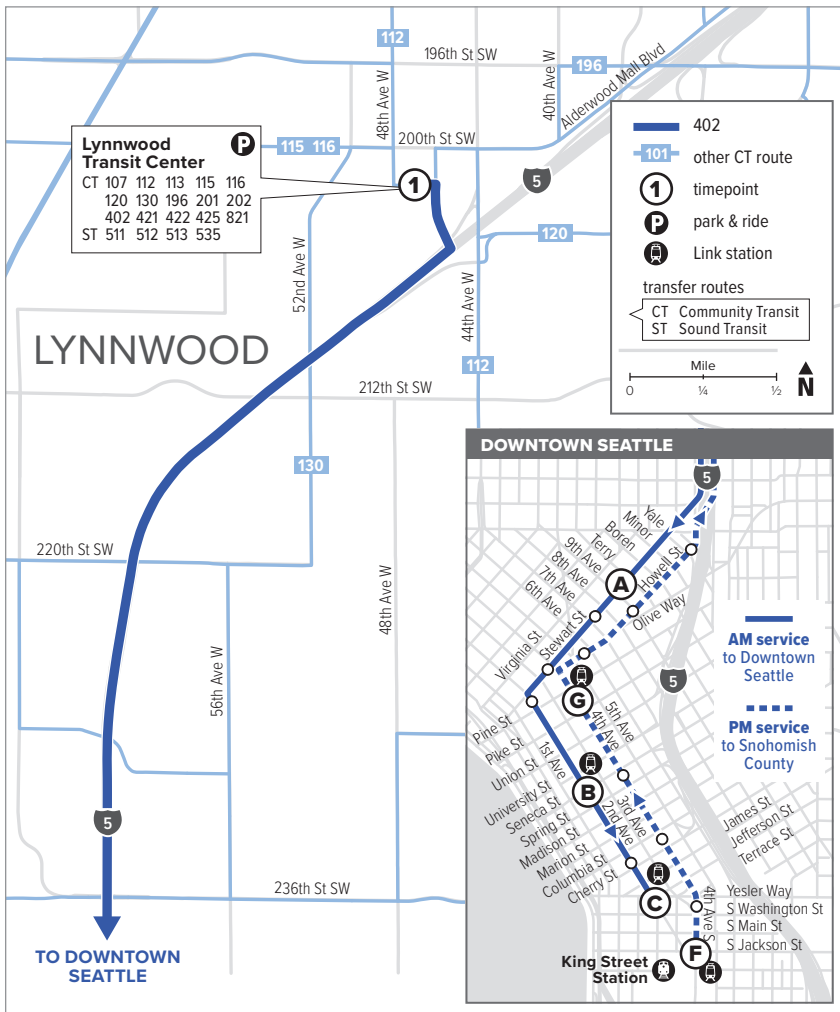 112
196th St SW
196
48th Ave W
40th Ave W
Alderwood Mall Blvd
200th St SW
115 116
Lynnwood
Transit Center
P
CT 107 112 113 115 116
120 130 196 201 202
402 421 422 425 821
ST 511 512 513 535
1
5
120
52nd Ave W
44th Ave W
112
LYNNWOOD
212th St SW
130
220th St SW
48th Ave W
56th Ave W
5
236th St SW
TO DOWNTOWN
SEATTLE
402
101
other CT route
1
timepoint
P
park & ride
Link station
transfer routes
CT Community Transit
ST Sound Transit
Mile
0 ¼ ½
N
DOWNTOWN SEATTLE
5
Yale
Minor
Boren
Terry
9th Ave
8th Ave
7th Ave
6th Ave
A
Howell St
Olive Way
Stewart St
Virginia St
G
5
5th Ave
4th Ave
Pine St
Pike St
Union St
University St
Seneca St
Spring St
Madison St
Marion St
Columbia St
Cherry St
1st Ave
B
2nd Ave
3rd Ave
C
James St
Jefferson St
Terrace St
4th Ave S
Yesler Way
S Washington St
S Main St
S Jackson St
F
King Street
Station
AM service
to Downtown
Seattle
PM service
to Snohomish
County